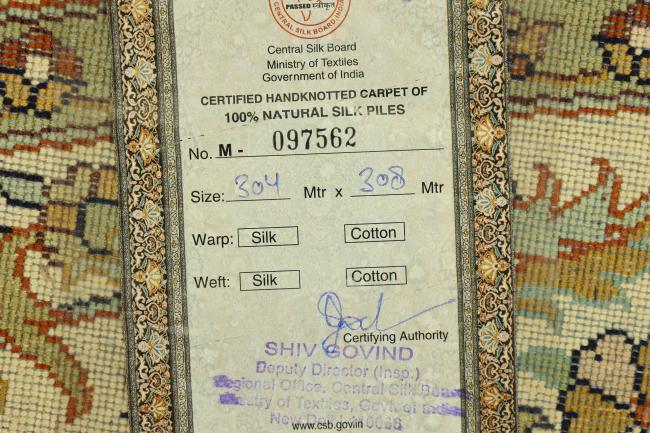 PASSED स्वीकृत
CENTRAL SILK BOARD, INDIA
Central Silk Board
Ministry of Textiles
Government of India
CERTIFIED HANDKNOTTED CARPET OF
100% NATURAL SILK PILES
No. M - 097562
Size: 304 Mtr x 308 Mtr
Warp: Silk Cotton
Weft: Silk Cotton
Certifying Authority
SHIV GOVIND
Deputy Director (Insp.)
Regional Office, Central Silk Board
Ministry of Textiles, Govt. of India
New Delhi
www.csb.gov.in